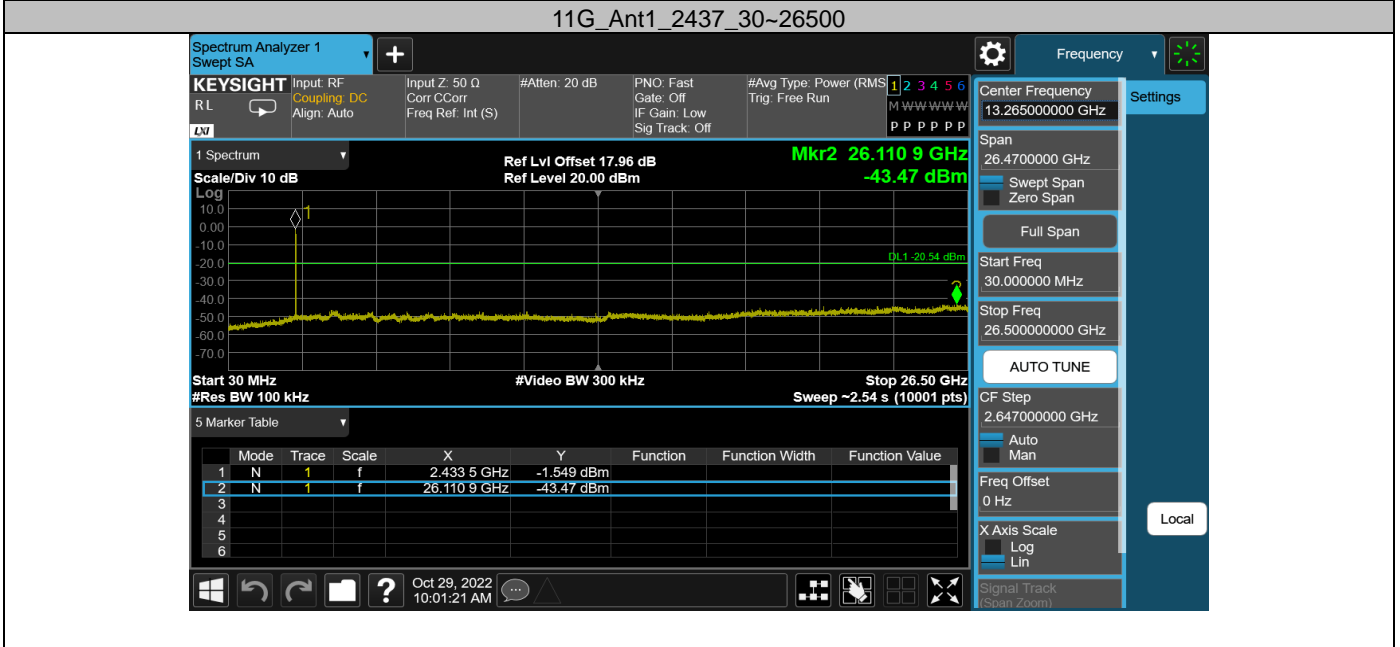 11G_Ant1_2437_30~26500
Spectrum Analyzer 1
Swept SA
Frequency
KEYSIGHT
RL
LXI
Input: RF
Coupling: DC
Align: Auto
Input Z: 50 Ω
Corr CCorr
Freq Ref: Int (S)
#Atten: 20 dB
PNO: Fast
Gate: Off
IF Gain: Low
Sig Track: Off
#Avg Type: Power (RMS
Trig: Free Run
1 2 3 4 5 6
M W W W W W
P P P P P P
1 Spectrum
Scale/Div 10 dB
Ref Lvl Offset 17.96 dB
Ref Level 20.00 dBm
Mkr2 26.110 9 GHz
-43.47 dBm
Log
10.0
0.00
-10.0
-20.0
-30.0
-40.0
-50.0
-60.0
-70.0
1
DL1 -20.54 dBm
2
Start 30 MHz
#Video BW 300 kHz
Stop 26.50 GHz
#Res BW 100 kHz
Sweep ~2.54 s (10001 pts)
5 Marker Table
Mode Trace Scale X Y Function Function Width Function Value
1 N 1 f 2.433 5 GHz -1.549 dBm
2 N 1 f 26.110 9 GHz -43.47 dBm
3
4
5
6
Oct 29, 2022
10:01:21 AM
Center Frequency
13.265000000 GHz
Span
26.4700000 GHz
Swept Span
Zero Span
Full Span
Start Freq
30.000000 MHz
Stop Freq
26.500000000 GHz
AUTO TUNE
CF Step
2.647000000 GHz
Auto
Man
Freq Offset
0 Hz
X Axis Scale
Log
Lin
Signal Track
(Span Zoom)
Settings
Local